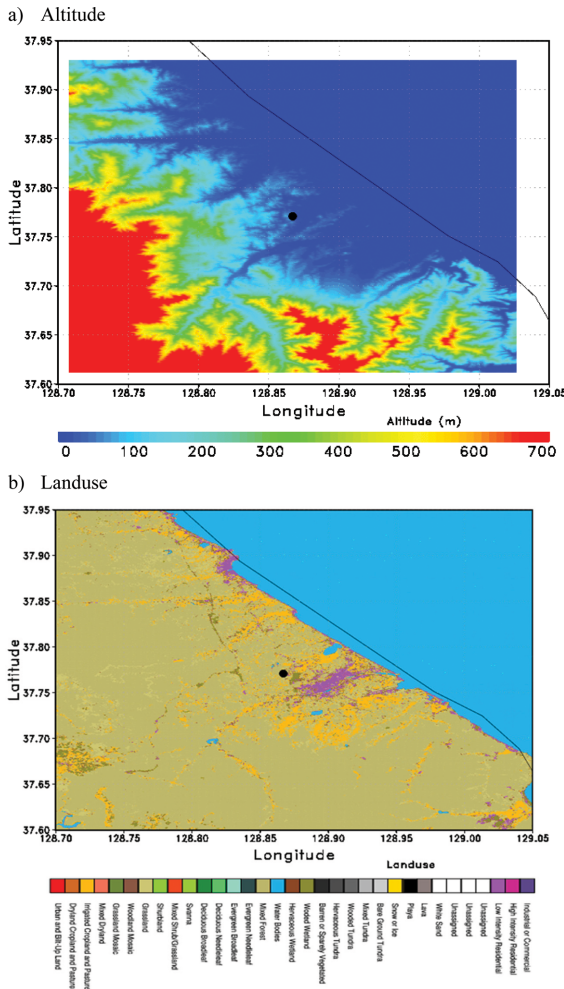 a) Altitude
37.95
37.90
37.85
37.80
37.75
37.70
37.65
37.60
Latitude
128.70 128.75 128.80 128.85 128.90 128.95 129.00 129.05
Longitude
Altitude (m)
0 100 200 300 400 500 600 700
b) Landuse
37.95
37.90
37.85
37.80
37.75
37.70
37.65
37.60
Latitude
128.70 128.75 128.80 128.85 128.90 128.95 129.00 129.05
Longitude
Landuse
Urban and Bilt-Up Land
Dryland Cropland and Pasture
Irrigated Cropland and Pasture
Mixed Dryland
Grassland Mosaic
Woodland Mosaic
Grassland
Shurbland
Mixed Shrub/Grassland
Svanna
Deciduous Broadleaf
Deciduous Needleleaf
Evergreen Broadleaf
Evergreen Needleleaf
Mixed Forest
Water Bodies
Hervaceous Wetland
Woded Wetland
Barren or Sparely Vegetated
Hervaceous Tundra
Wooded Tundra
Mixed Tundra
Bare Ground Tundra
Snow or Ice
Playa
Lava
White Sand
Unassigned
Unassigned
Unassigned
Low Intensity Residential
High Intensity Residential
Industrial or Commercial